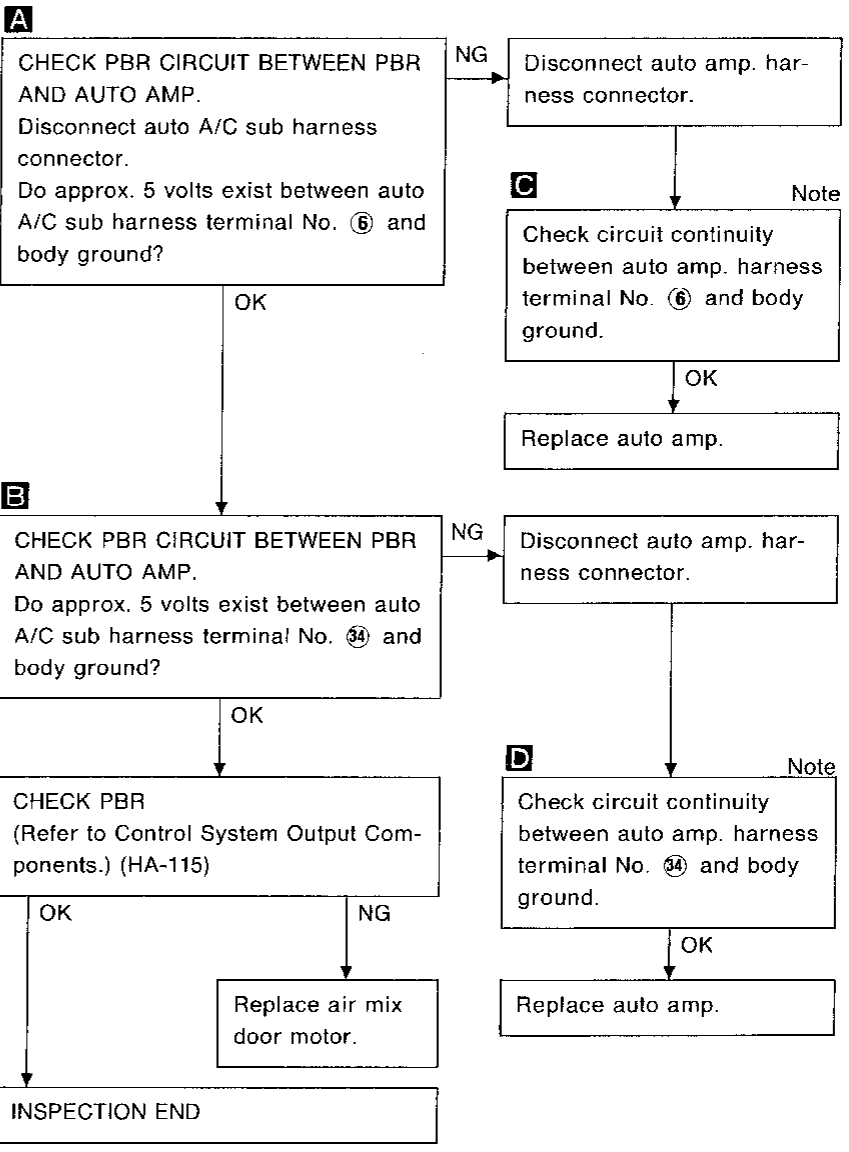 A
CHECK PBR CIRCUIT BETWEEN PBR
AND AUTO AMP.
Disconnect auto A/C sub harness
connector.
Do approx. 5 volts exist between auto
A/C sub harness terminal No. ⑥ and
body ground?
NG
Disconnect auto amp. har-
ness connector.
OK
C
Note
Check circuit continuity
between auto amp. harness
terminal No. ⑥ and body
ground.
OK
Replace auto amp.
B
CHECK PBR CIRCUIT BETWEEN PBR
AND AUTO AMP.
Do approx. 5 volts exist between auto
A/C sub harness terminal No. ㉞ and
body ground?
NG
Disconnect auto amp. har-
ness connector.
OK
D
Note
Check circuit continuity
between auto amp. harness
terminal No. ㉞ and body
ground.
OK
Replace auto amp.
CHECK PBR
(Refer to Control System Output Com-
ponents.) (HA-115)
OK
NG
Replace air mix
door motor.
INSPECTION END